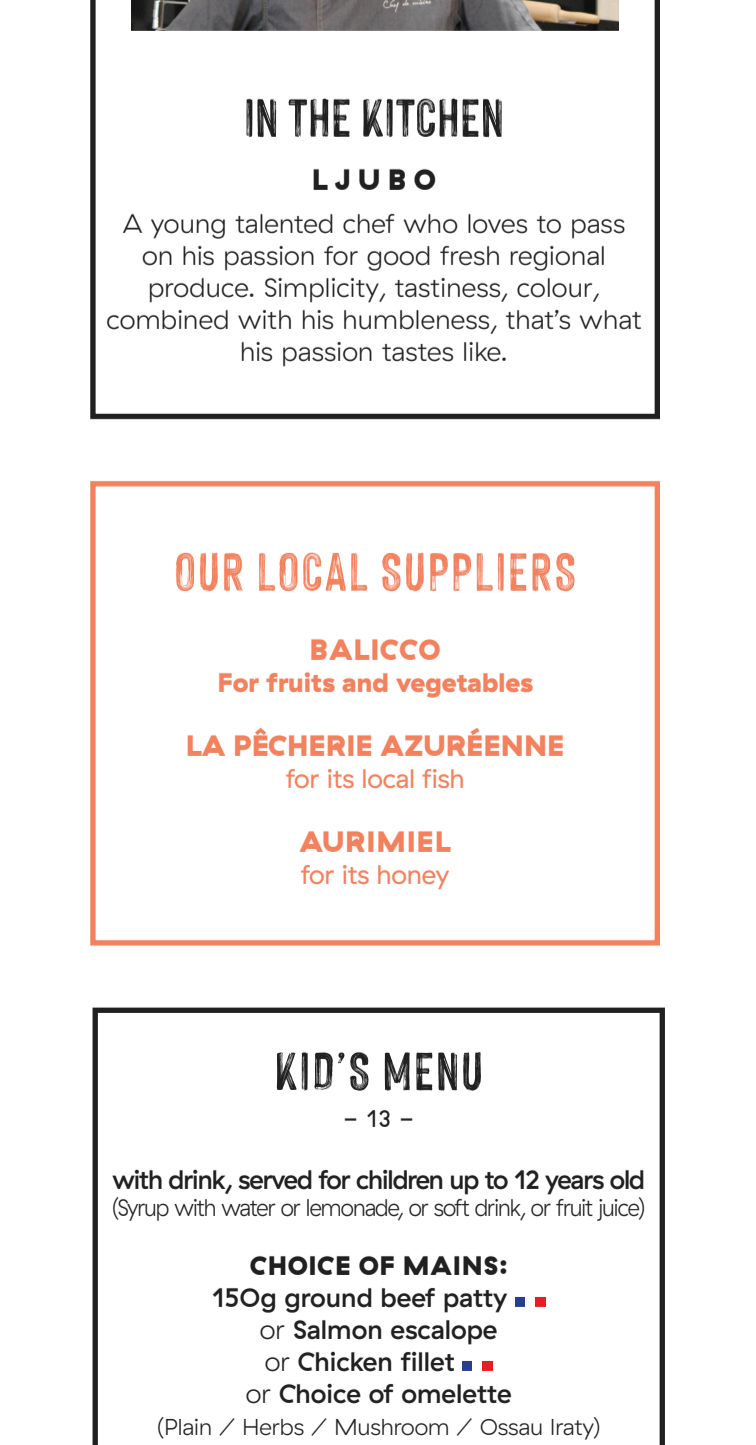 Chef de cuisine
IN THE KITCHEN
LJUBO
A young talented chef who loves to pass
on his passion for good fresh regional
produce. Simplicity, tastiness, colour,
combined with his humbleness, that’s what
his passion tastes like.
OUR LOCAL SUPPLIERS
BALICCO
For fruits and vegetables
LA PÊCHERIE AZURÉENNE
for its local fish
AURIMIEL
for its honey
KID’S MENU
– 13 –
with drink, served for children up to 12 years old
(Syrup with water or lemonade, or soft drink, or fruit juice)
CHOICE OF MAINS:
150g ground beef patty
or Salmon escalope
or Chicken fillet
or Choice of omelette
(Plain / Herbs / Mushroom / Ossau Iraty)